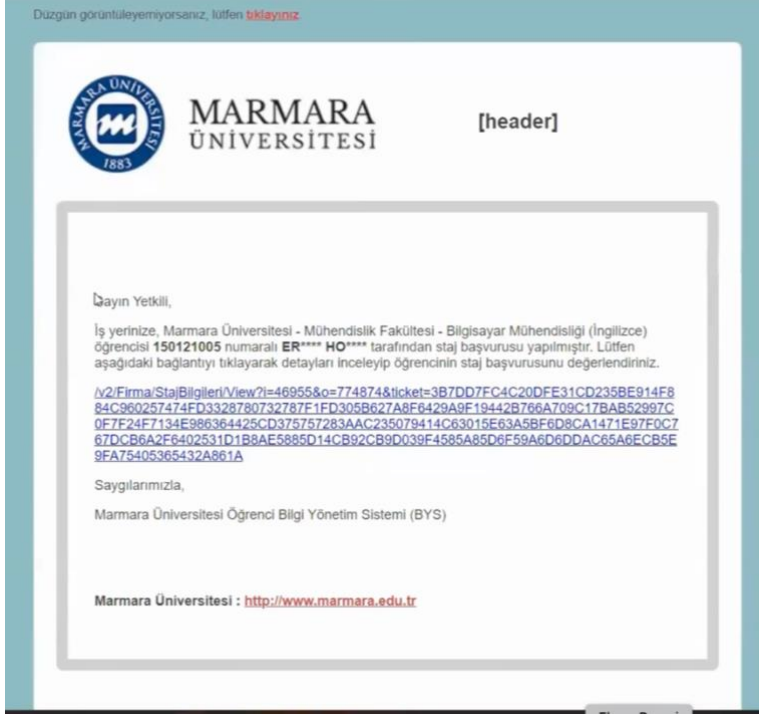 Düzgün görüntüleyemiyorsanız, lütfen tıklayınız.
MARMARA ÜNİVERSİTESİ
1883
MARMARA
ÜNİVERSİTESİ
[header]
Sayın Yetkili,
İş yerinize, Marmara Üniversitesi - Mühendislik Fakültesi - Bilgisayar Mühendisliği (İngilizce)
öğrencisi 150121005 numaralı ER**** HO**** tarafından staj başvurusu yapılmıştır. Lütfen
aşağıdaki bağlantıyı tıklayarak detayları inceleyip öğrencinin staj başvurusunu değerlendiriniz.
/v2/Firma/StajBilgileri/View?i=46955&o=774874&ticket=3B7DD7FC4C20DFE31CD235BE914F8
84C960257474FD3328780732787F1FD305B627A8F6429A9F19442B766A709C17BAB52997C
0F7F24F7134E986364425CD375757283AAC235079414C63015E63A5BF6D8CA1471E97F0C7
67DCB6A2F6402531D1B8AE5885D14CB92CB9D039F4585A85D6F59A6D6DDAC65A6ECB5E
9FA75405365432A861A
Saygılarımızla,
Marmara Üniversitesi Öğrenci Bilgi Yönetim Sistemi (BYS)
Marmara Üniversitesi : http://www.marmara.edu.tr